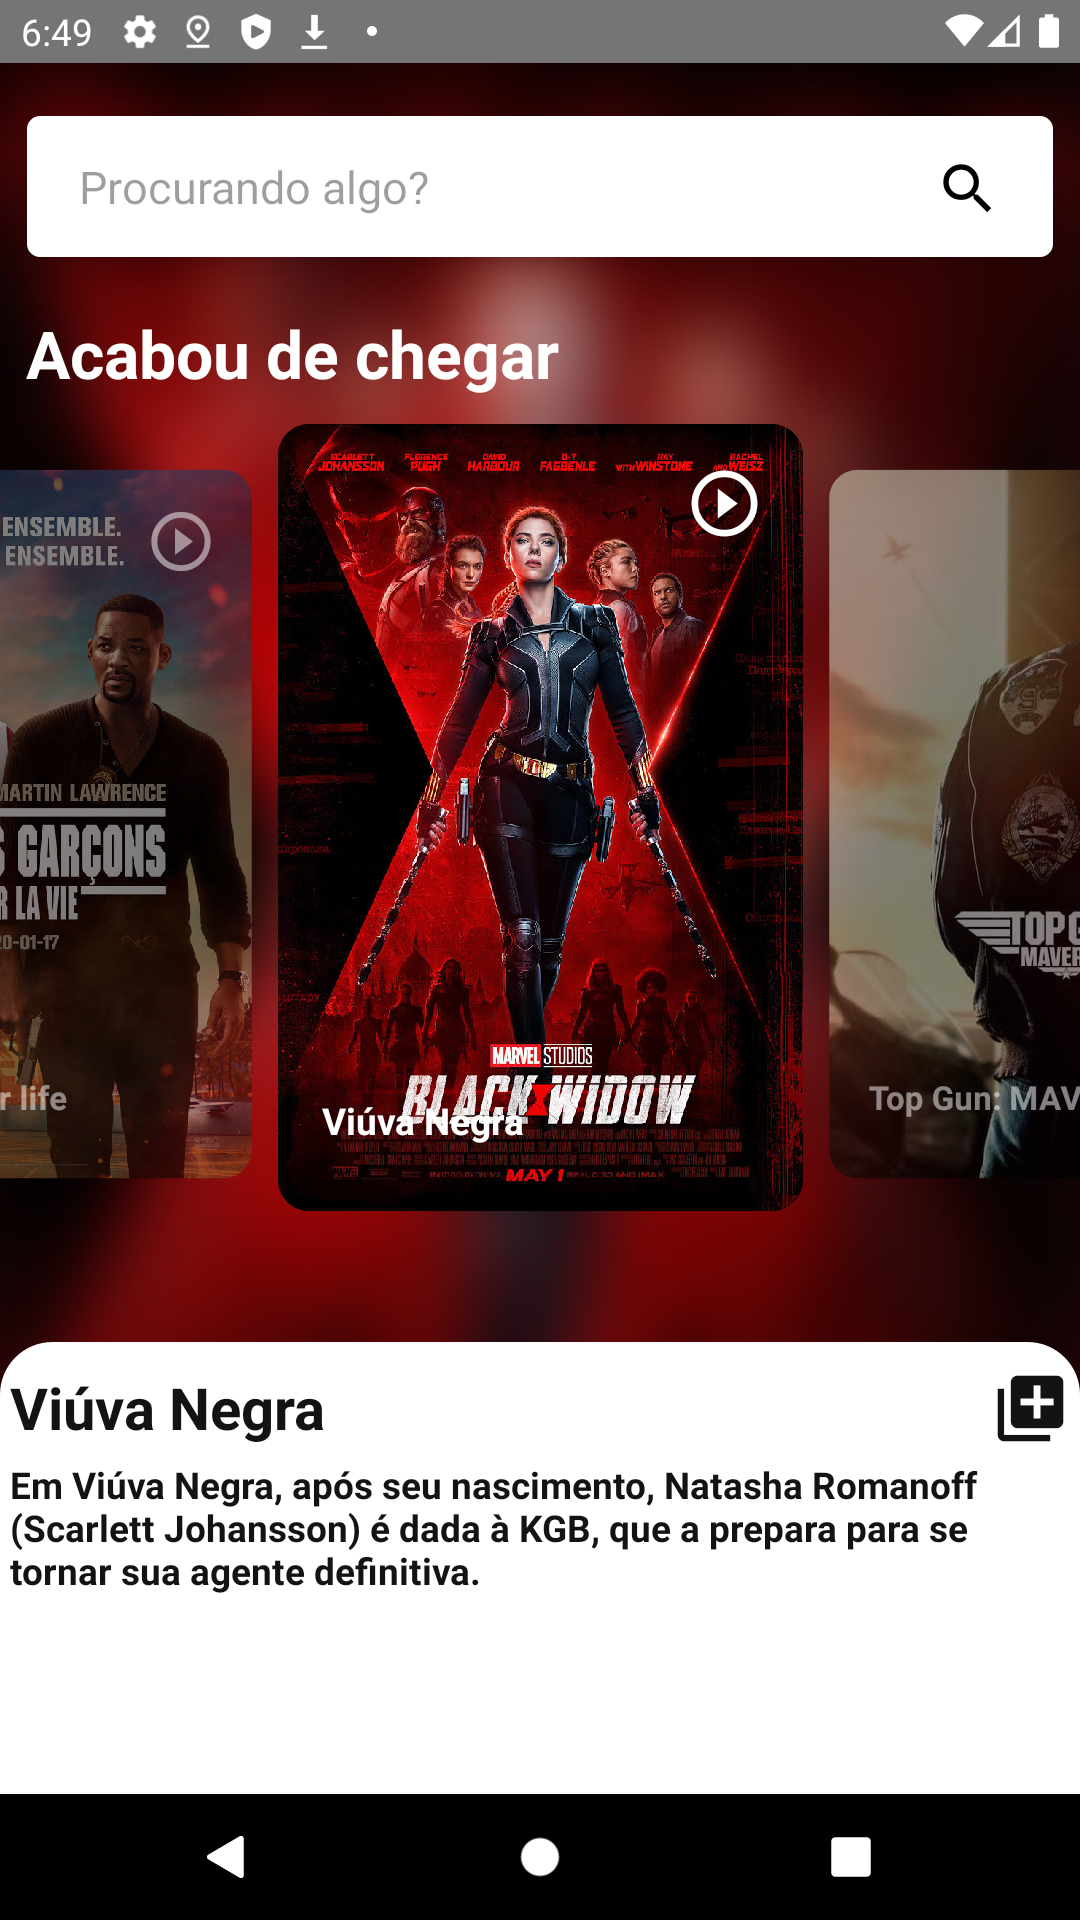 6:49
Procurando algo?
Acabou de chegar
ENSEMBLE.
ENSEMBLE.
MARTIN LAWRENCE
GARÇONS
R LA VIE
20-01-17
r life
SCARLETT JOHANSSON
FLORENCE PUGH
DAVID HARBOUR
O-T FAGBENLE
WITH RAY WINSTONE
AND RACHEL WEISZ
MARVEL STUDIOS
BLACK WIDOW
Viúva Negra
MAY 1
TOP G
MAVER
Top Gun: MAV
Viúva Negra
Em Viúva Negra, após seu nascimento, Natasha Romanoff
(Scarlett Johansson) é dada à KGB, que a prepara para se
tornar sua agente definitiva.